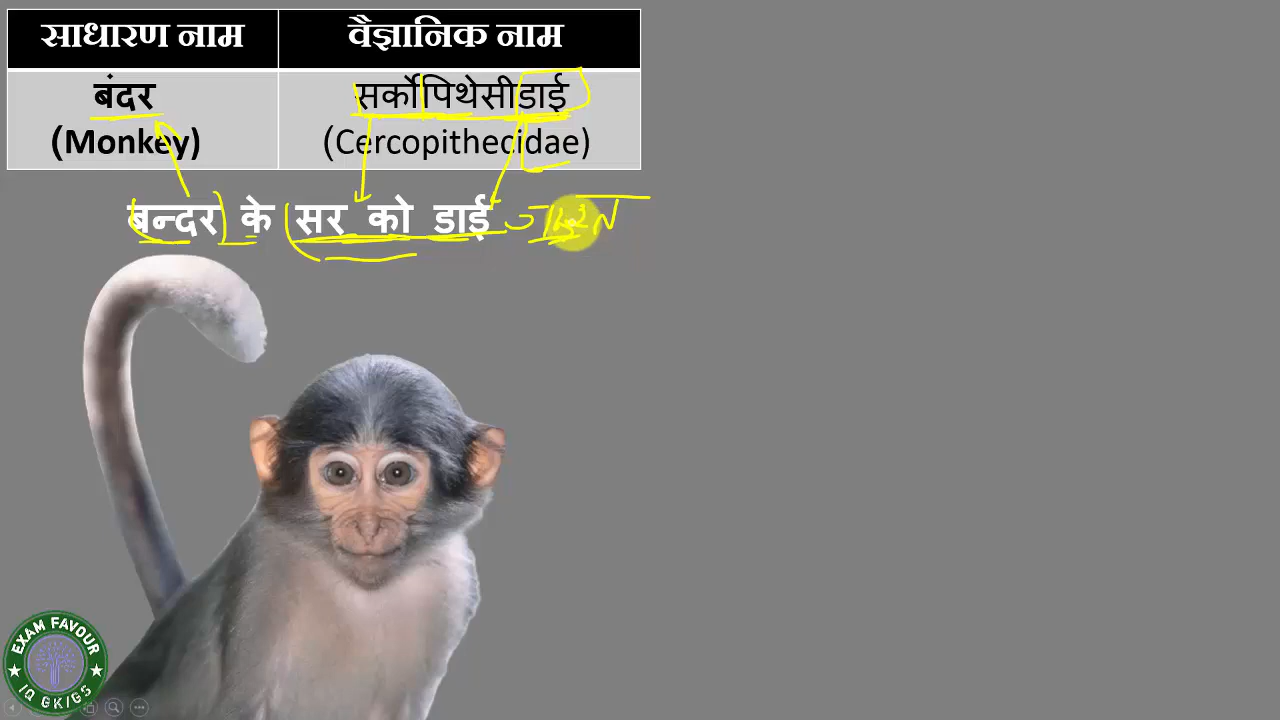 साधारण नाम वैज्ञानिक नाम
बंदर सर्कोपिथेसीडाई
(Monkey) (Cercopithecidae)
बन्दर के सर को डाई
EXAM FAVOUR
IQ GK/GS